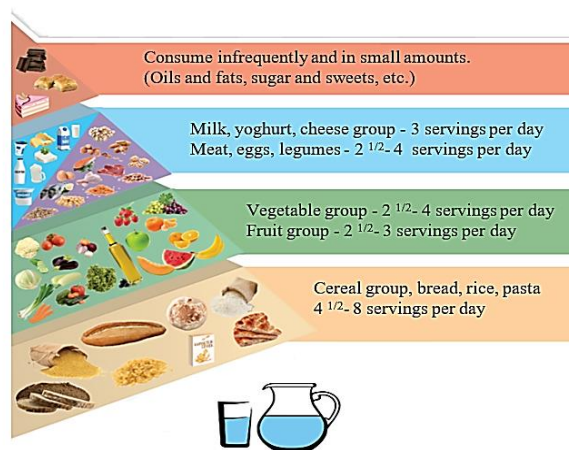 Consume infrequently and in small amounts.
(Oils and fats, sugar and sweets, etc.)
Milk, yoghurt, cheese group - 3 servings per day
Meat, eggs, legumes - 2 1/2- 4 servings per day
Vegetable group - 2 1/2- 4 servings per day
Fruit group - 2 1/2- 3 servings per day
Cereal group, bread, rice, pasta
4 1/2- 8 servings per day